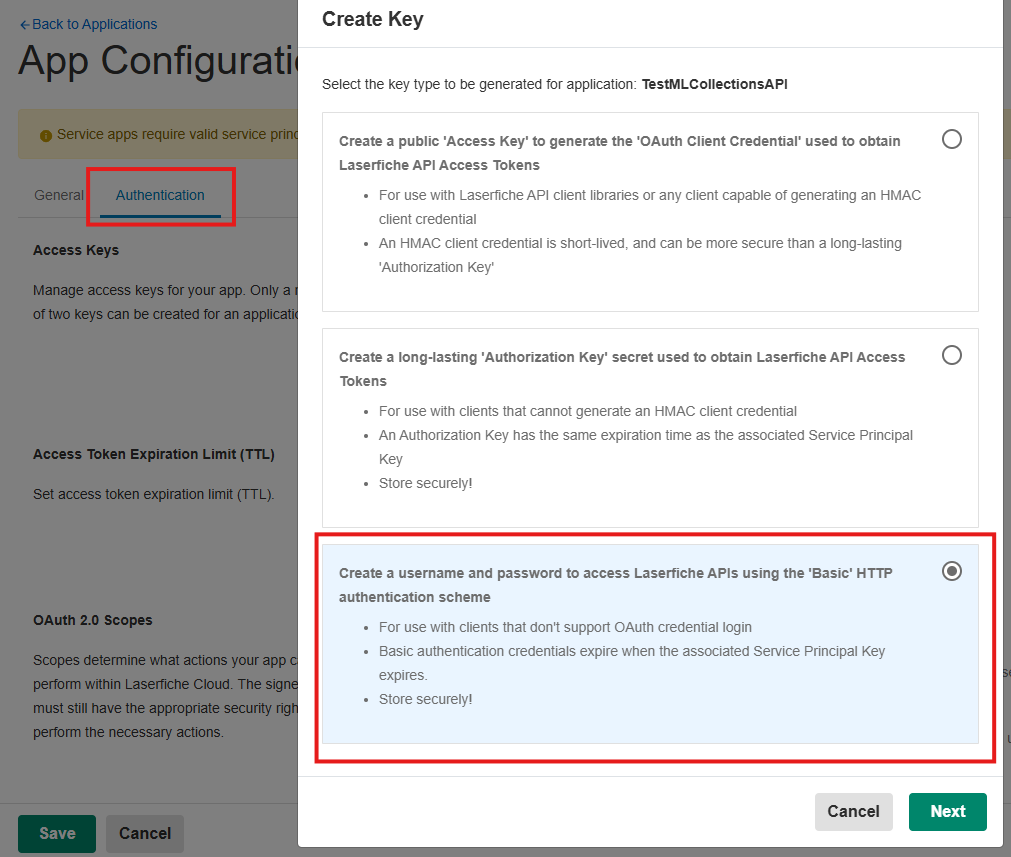 ←Back to Applications
App Configurati
Service apps require valid service prin
General
Authentication
Access Keys
Manage access keys for your app. Only a
of two keys can be created for an applicatio
Access Token Expiration Limit (TTL)
Set access token expiration limit (TTL).
OAuth 2.0 Scopes
Scopes determine what actions your app c
perform within Laserfiche Cloud. The signe
must still have the appropriate security righ
perform the necessary actions.
Save
Cancel
Create Key
Select the key type to be generated for application: TestMLCollectionsAPI
Create a public 'Access Key' to generate the 'OAuth Client Credential' used to obtain
Laserfiche API Access Tokens
• For use with Laserfiche API client libraries or any client capable of generating an HMAC
client credential
• An HMAC client credential is short-lived, and can be more secure than a long-lasting
'Authorization Key'
Create a long-lasting 'Authorization Key' secret used to obtain Laserfiche API Access
Tokens
• For use with clients that cannot generate an HMAC client credential
• An Authorization Key has the same expiration time as the associated Service Principal
Key
• Store securely!
Create a username and password to access Laserfiche APIs using the 'Basic' HTTP
authentication scheme
• For use with clients that don't support OAuth credential login
• Basic authentication credentials expire when the associated Service Principal Key
expires.
• Store securely!
Cancel
Next